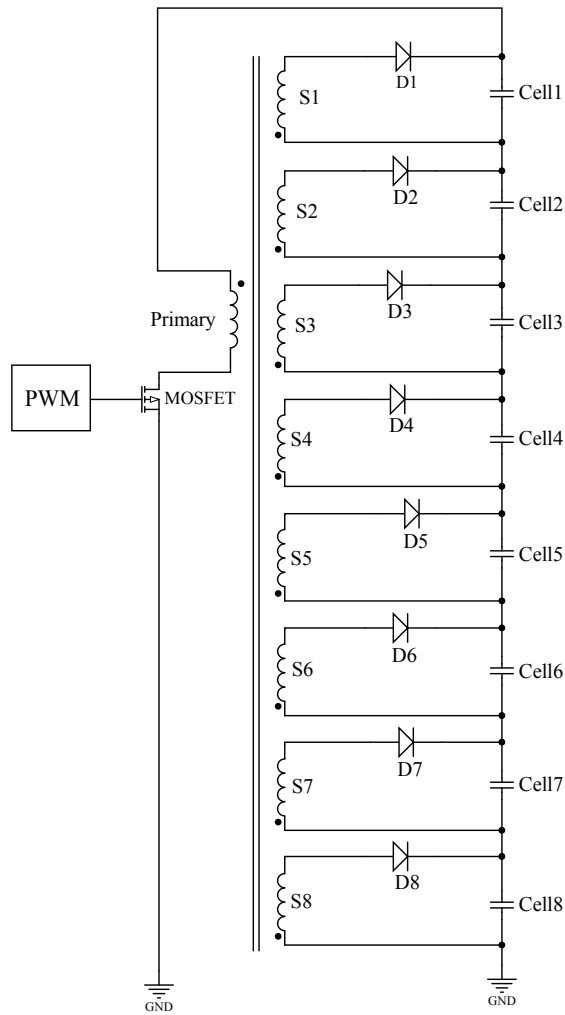 D1
S1
Cell1
D2
S2
Cell2
D3
S3
Cell3
Primary
PWM
MOSFET
D4
S4
Cell4
D5
S5
Cell5
D6
S6
Cell6
D7
S7
Cell7
D8
S8
Cell8
GND
GND